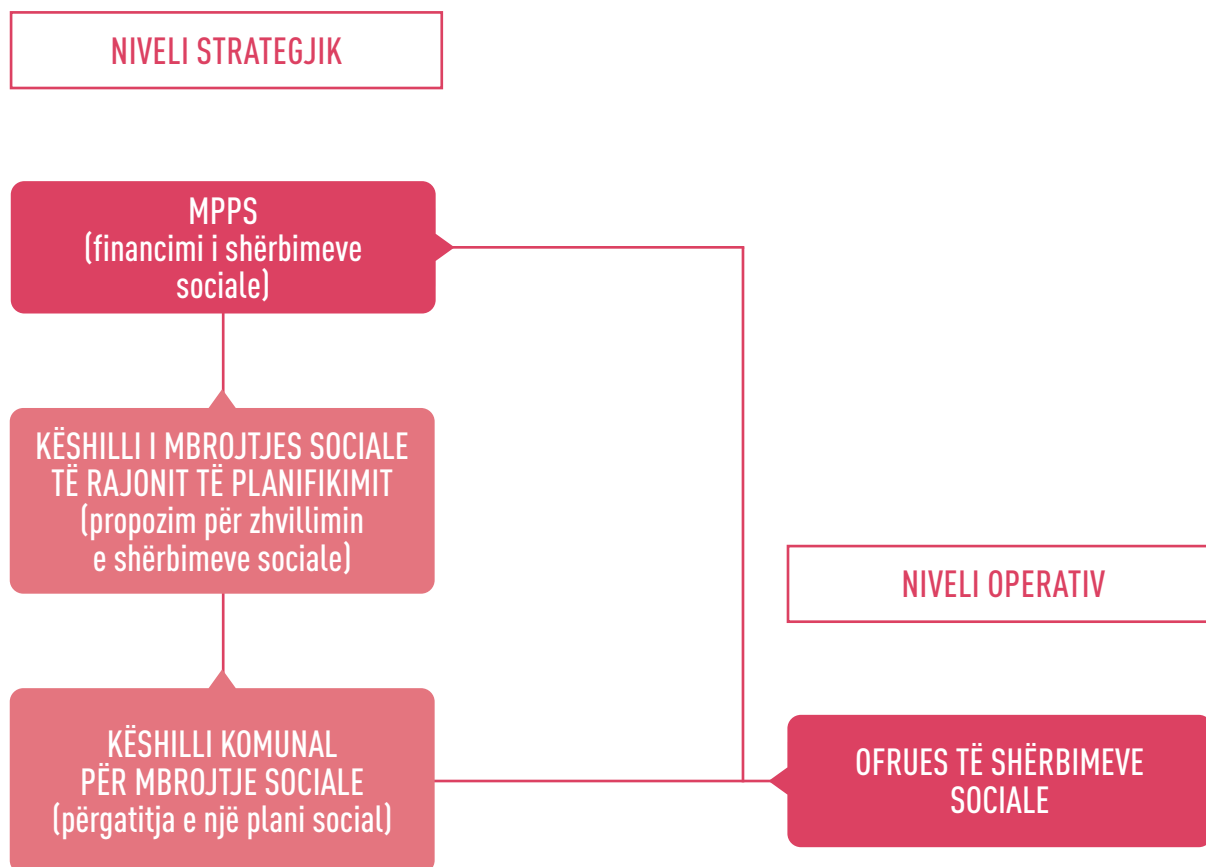 NIVELI STRATEGJIK
MPPS
(financimi i shërbimeve
sociale)
KËSHILLI I MBROJTJES SOCIALE
TË RAJONIT TË PLANIFIKIMIT
(propozim për zhvillimin
e shërbimeve sociale)
NIVELI OPERATIV
KËSHILLI KOMUNAL
PËR MBROJTJE SOCIALE
(përgatitja e një plani social)
OFRUES TË SHËRBIMEVE
SOCIALE